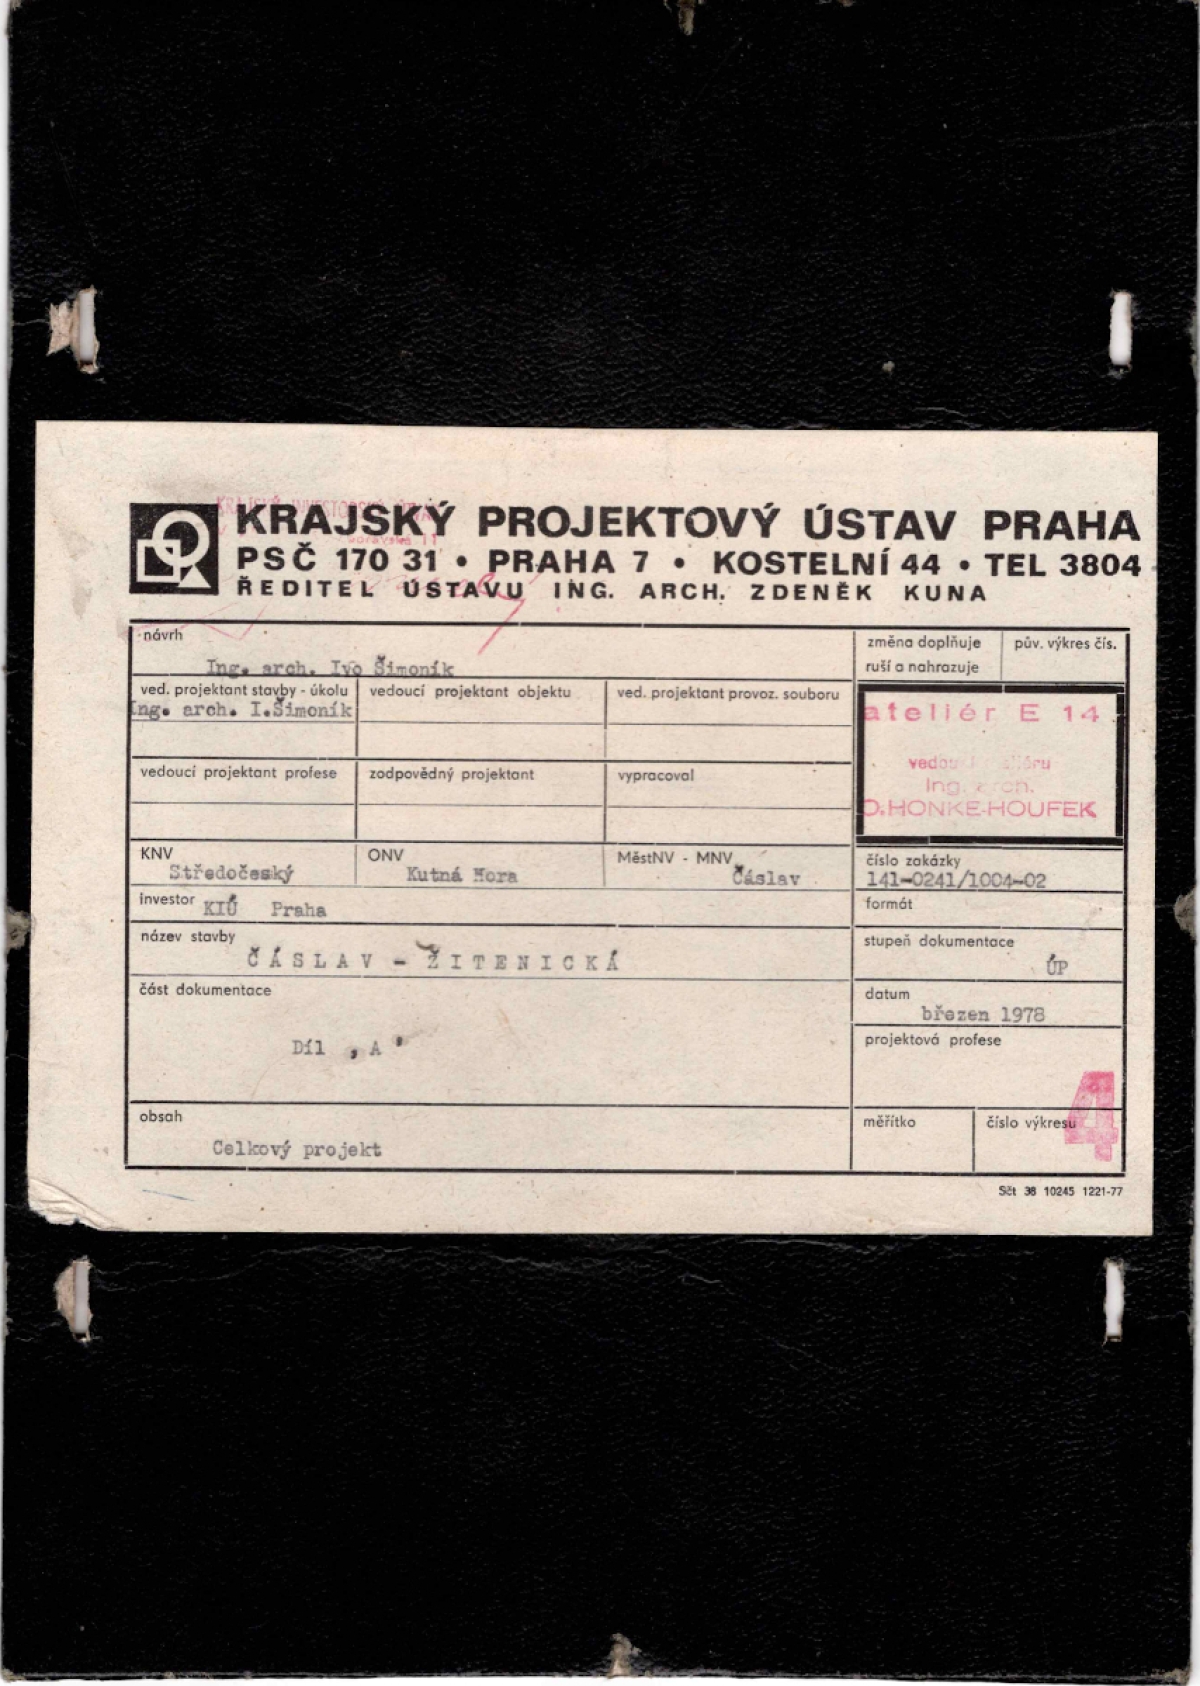 KRAJSKÝ
KRAJSKÝ PROJEKTOVÝ ÚSTAV PRAHA
PSČ 170 31 • PRAHA 7 • KOSTELNÍ 44 • TEL 3804
ŘEDITEL ÚSTAVU ING. ARCH. ZDENĚK KUNA
návrh
Ing. arch. Ivo Šimoník
změna doplňuje
ruší a nahrazuje
pův. výkres čís.
ved. projektant stavby - úkolu
Ing. arch. I.Šimoník
vedoucí projektant objektu
ved. projektant provoz. souboru
ateliér E 14
Ing. arch.
O.HONKE-HOUFEK
vedoucí projektant profese
zodpovědný projektant
vypracoval
KNV
Středočeský
ONV
Kutná Hora
MěstNV - MNV
Čáslav
číslo zakázky
141-0241/1004-02
investor KIÚ Praha
formát
název stavby
ČÁSLAV - ŽITENICKÁ
stupeň dokumentace
ÚP
část dokumentace
Díl "A"
datum
březen 1978
projektová profese
obsah
Celkový projekt
měřítko
číslo výkresu
4
Sčt 38 10245 1221-77